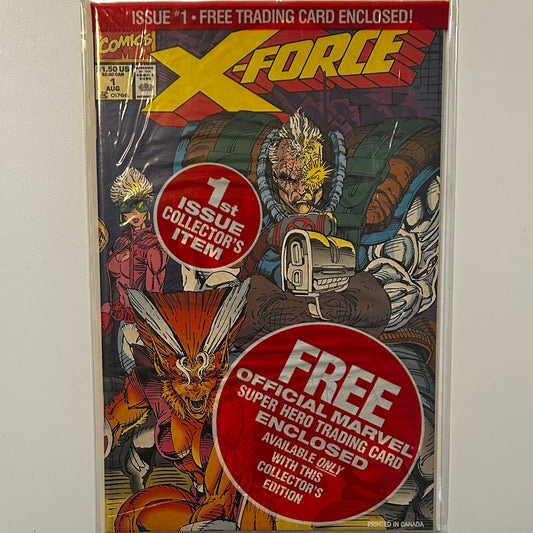 ISSUE #1 • FREE TRADING CARD ENCLOSED!
COMICS
$1.50 US
1
AUG
X-FORCE
1st
ISSUE
COLLECTOR'S
ITEM
FREE
OFFICIAL MARVEL
SUPER HERO TRADING CARD
ENCLOSED
AVAILABLE ONLY
WITH THIS
COLLECTOR'S
EDITION
PRINTED IN CANADA